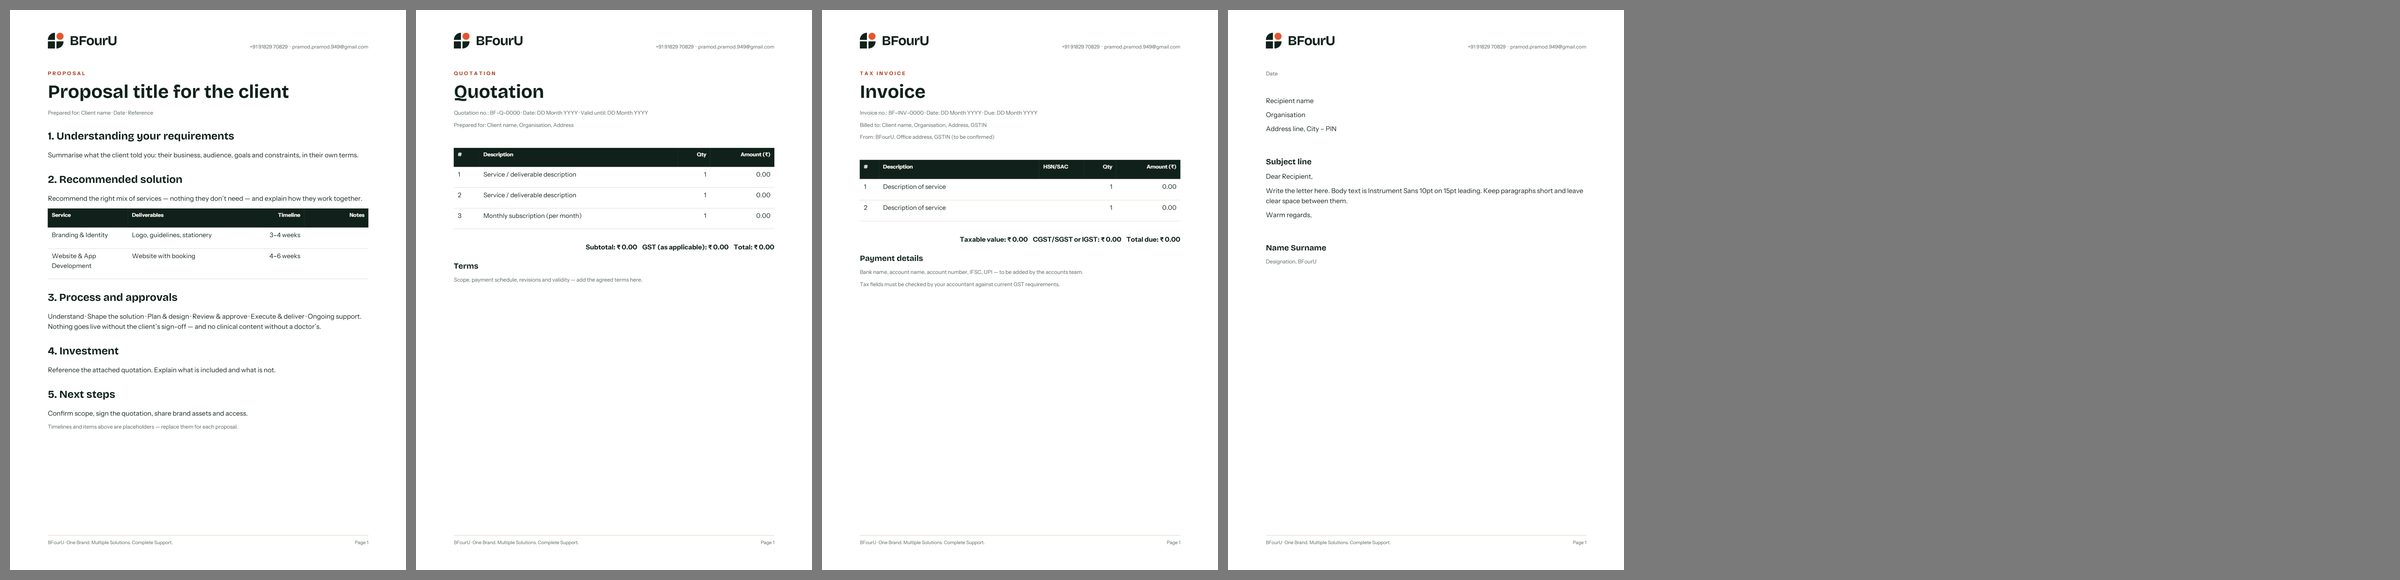 BFourU
+91 91829 70829 · pramod.pramod.949@gmail.com
PROPOSAL
Proposal title for the client
Prepared for: Client name · Date · Reference
1. Understanding your requirements
Summarise what the client told you: their business, audience, goals and constraints, in their own terms.
2. Recommended solution
Recommend the right mix of services — nothing they don't need — and explain how they work together.
Service Deliverables Timeline Notes
Branding & Identity Logo, guidelines, stationery 3–4 weeks
Website & App Website with booking 4–6 weeks
Development
3. Process and approvals
Understand · Shape the solution · Plan & design · Review & approve · Execute & deliver · Ongoing support.
Nothing goes live without the client's sign-off — and no clinical content without a doctor's.
4. Investment
Reference the attached quotation. Explain what is included and what is not.
5. Next steps
Confirm scope, sign the quotation, share brand assets and access.
Timelines and items above are placeholders — replace them for each proposal.
BFourU · One Brand. Multiple Solutions. Complete Support. Page 1
BFourU
+91 91829 70829 · pramod.pramod.949@gmail.com
QUOTATION
Quotation
Quotation no.: BF-Q-0000 · Date: DD Month YYYY · Valid until: DD Month YYYY
Prepared for: Client name, Organisation, Address
# Description Qty Amount (₹)
1 Service / deliverable description 1 0.00
2 Service / deliverable description 1 0.00
3 Monthly subscription (per month) 1 0.00
Subtotal: ₹ 0.00 GST (as applicable): ₹ 0.00 Total: ₹ 0.00
Terms
Scope, payment schedule, revisions and validity — add the agreed terms here.
BFourU · One Brand. Multiple Solutions. Complete Support. Page 1
BFourU
+91 91829 70829 · pramod.pramod.949@gmail.com
TAX INVOICE
Invoice
Invoice no.: BF-INV-0000 · Date: DD Month YYYY · Due: DD Month YYYY
Billed to: Client name, Organisation, Address, GSTIN
From: BFourU, Office address, GSTIN (to be confirmed)
# Description HSN/SAC Qty Amount (₹)
1 Description of service 1 0.00
2 Description of service 1 0.00
Taxable value: ₹ 0.00 CGST/SGST or IGST: ₹ 0.00 Total due: ₹ 0.00
Payment details
Bank name, account name, account number, IFSC, UPI — to be added by the accounts team.
Tax fields must be checked by your accountant against current GST requirements.
BFourU · One Brand. Multiple Solutions. Complete Support. Page 1
BFourU
+91 91829 70829 · pramod.pramod.949@gmail.com
Date
Recipient name
Organisation
Address line, City – PIN
Subject line
Dear Recipient,
Write the letter here. Body text is Instrument Sans 10pt on 15pt leading. Keep paragraphs short and leave
clear space between them.
Warm regards,
Name Surname
Designation, BFourU
BFourU · One Brand. Multiple Solutions. Complete Support. Page 1